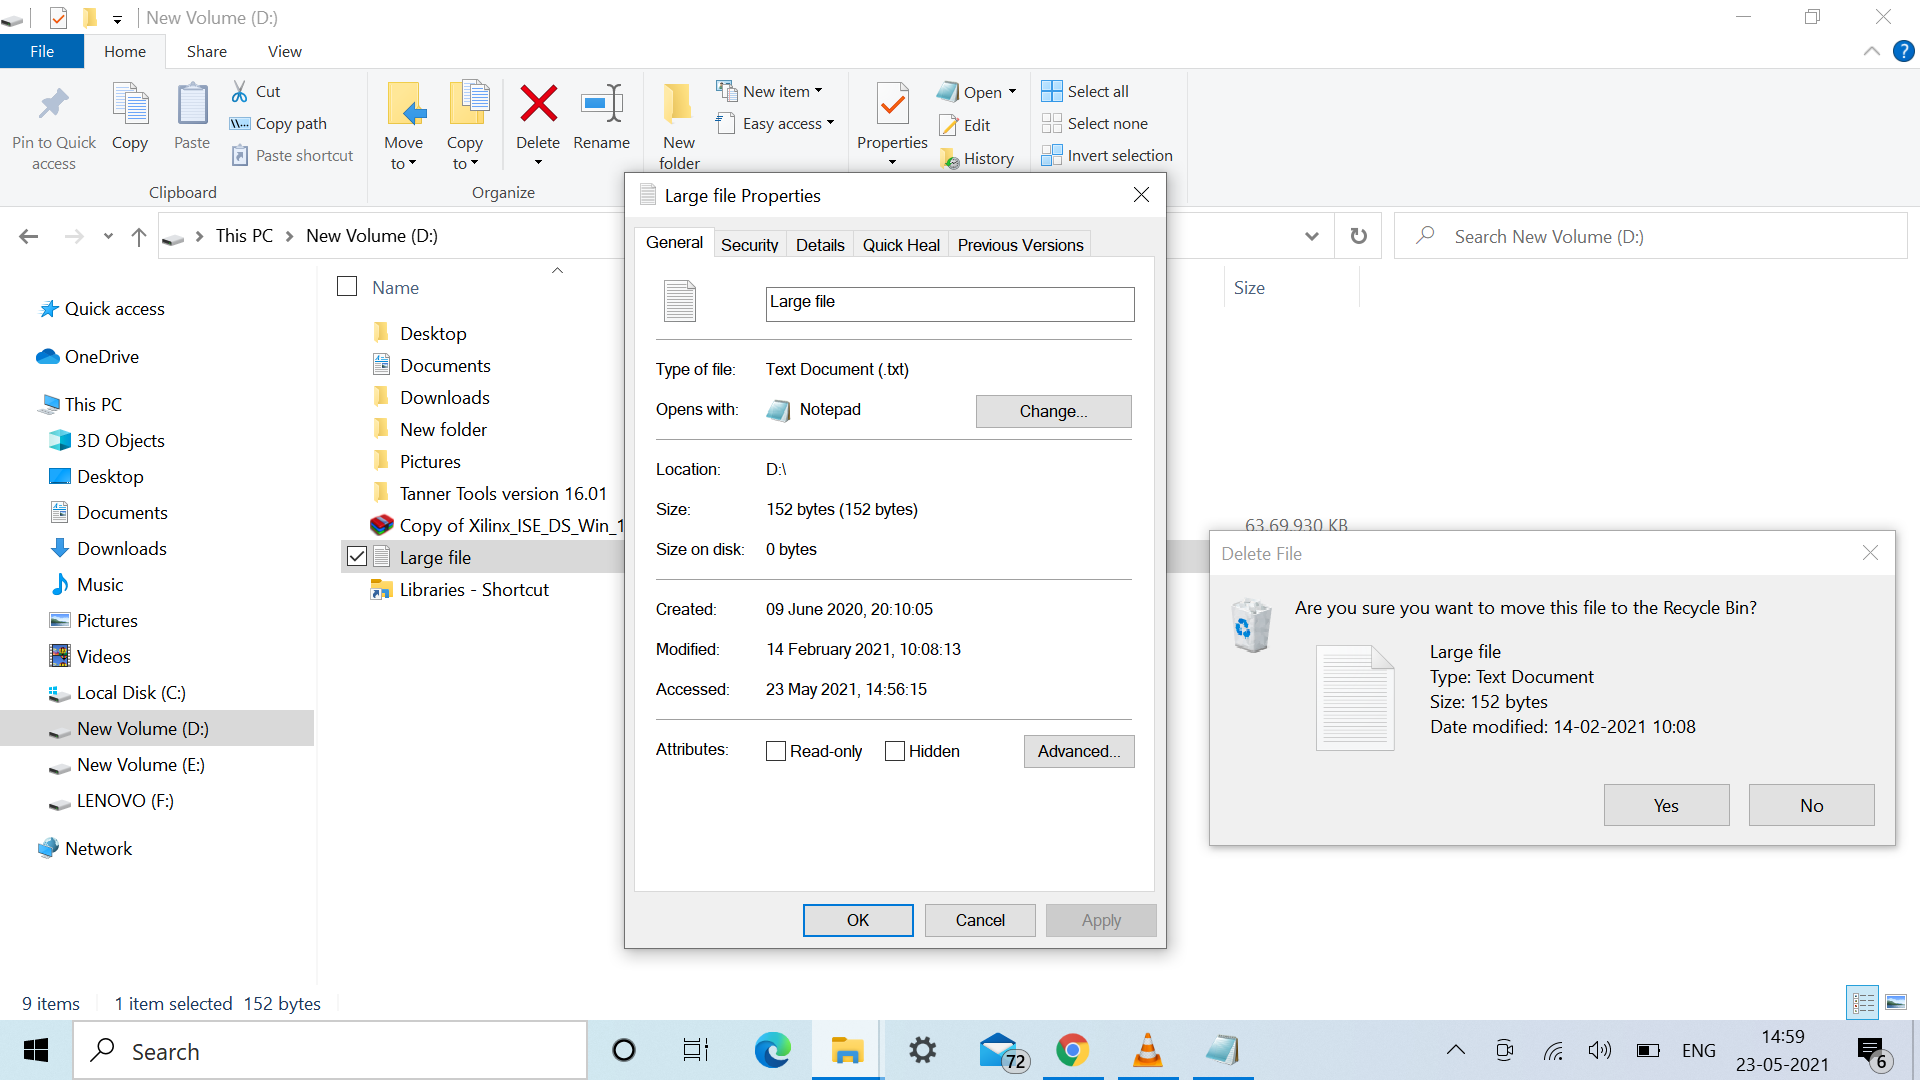 New Volume (D:)
File
Home
Share
View
Pin to Quick access
Copy
Paste
Cut
Copy path
Paste shortcut
Clipboard
Move to
Copy to
Delete
Rename
Organize
New folder
New item
Easy access
Properties
Open
Edit
History
Select all
Select none
Invert selection
This PC
New Volume (D:)
Search New Volume (D:)
Name
Size
Quick access
OneDrive
This PC
3D Objects
Desktop
Documents
Downloads
Music
Pictures
Videos
Local Disk (C:)
New Volume (D:)
New Volume (E:)
LENOVO (F:)
Network
Desktop
Documents
Downloads
New folder
Pictures
Tanner Tools version 16.01
Copy of Xilinx_ISE_DS_Win_1
63,69,930 KB
Large file
Libraries - Shortcut
Large file Properties
General
Security
Details
Quick Heal
Previous Versions
Large file
Type of file: Text Document (.txt)
Opens with: Notepad
Change...
Location: D:\
Size: 152 bytes (152 bytes)
Size on disk: 0 bytes
Created: 09 June 2020, 20:10:05
Modified: 14 February 2021, 10:08:13
Accessed: 23 May 2021, 14:56:15
Attributes: Read-only Hidden
Advanced...
OK
Cancel
Apply
Delete File
Are you sure you want to move this file to the Recycle Bin?
Large file
Type: Text Document
Size: 152 bytes
Date modified: 14-02-2021 10:08
Yes
No
9 items
1 item selected 152 bytes
Search
72
ENG
14:59
23-05-2021
6